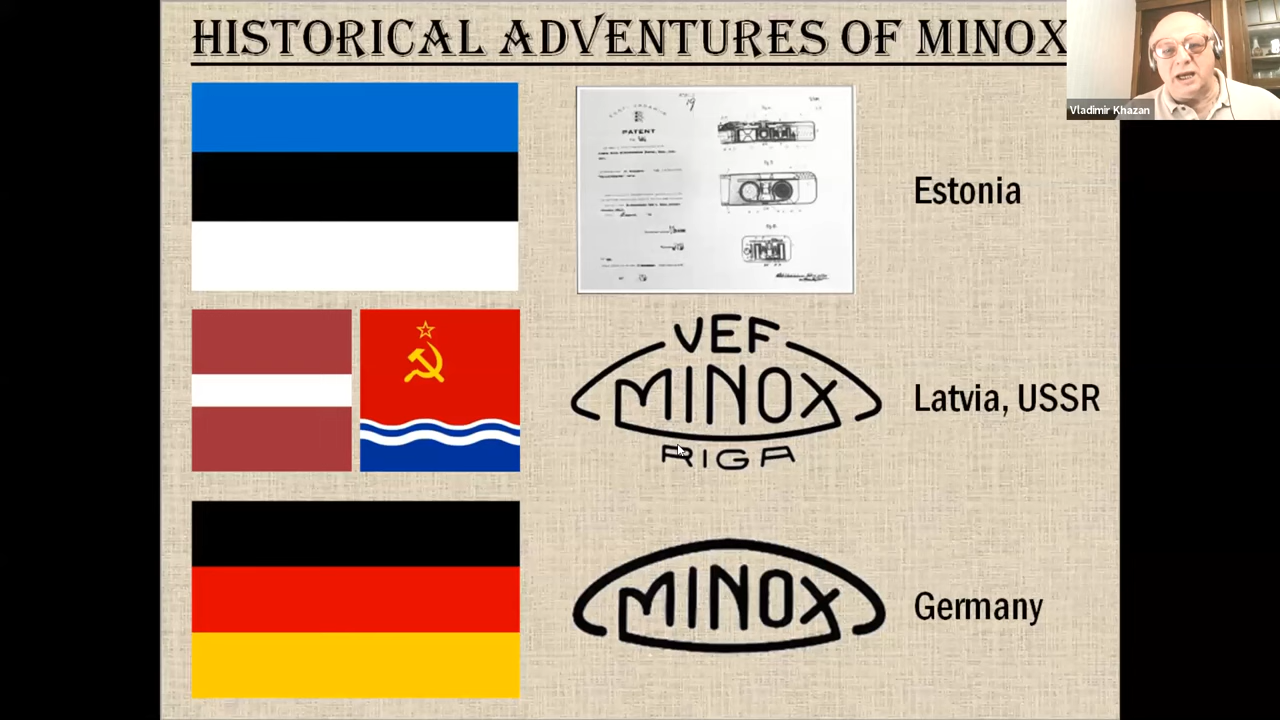 HISTORICAL ADVENTURES OF MINOX
Vladimir Khazan
PATENT
Estonia
VEF
MINOX
RIGA
Latvia, USSR
MINOX
Germany